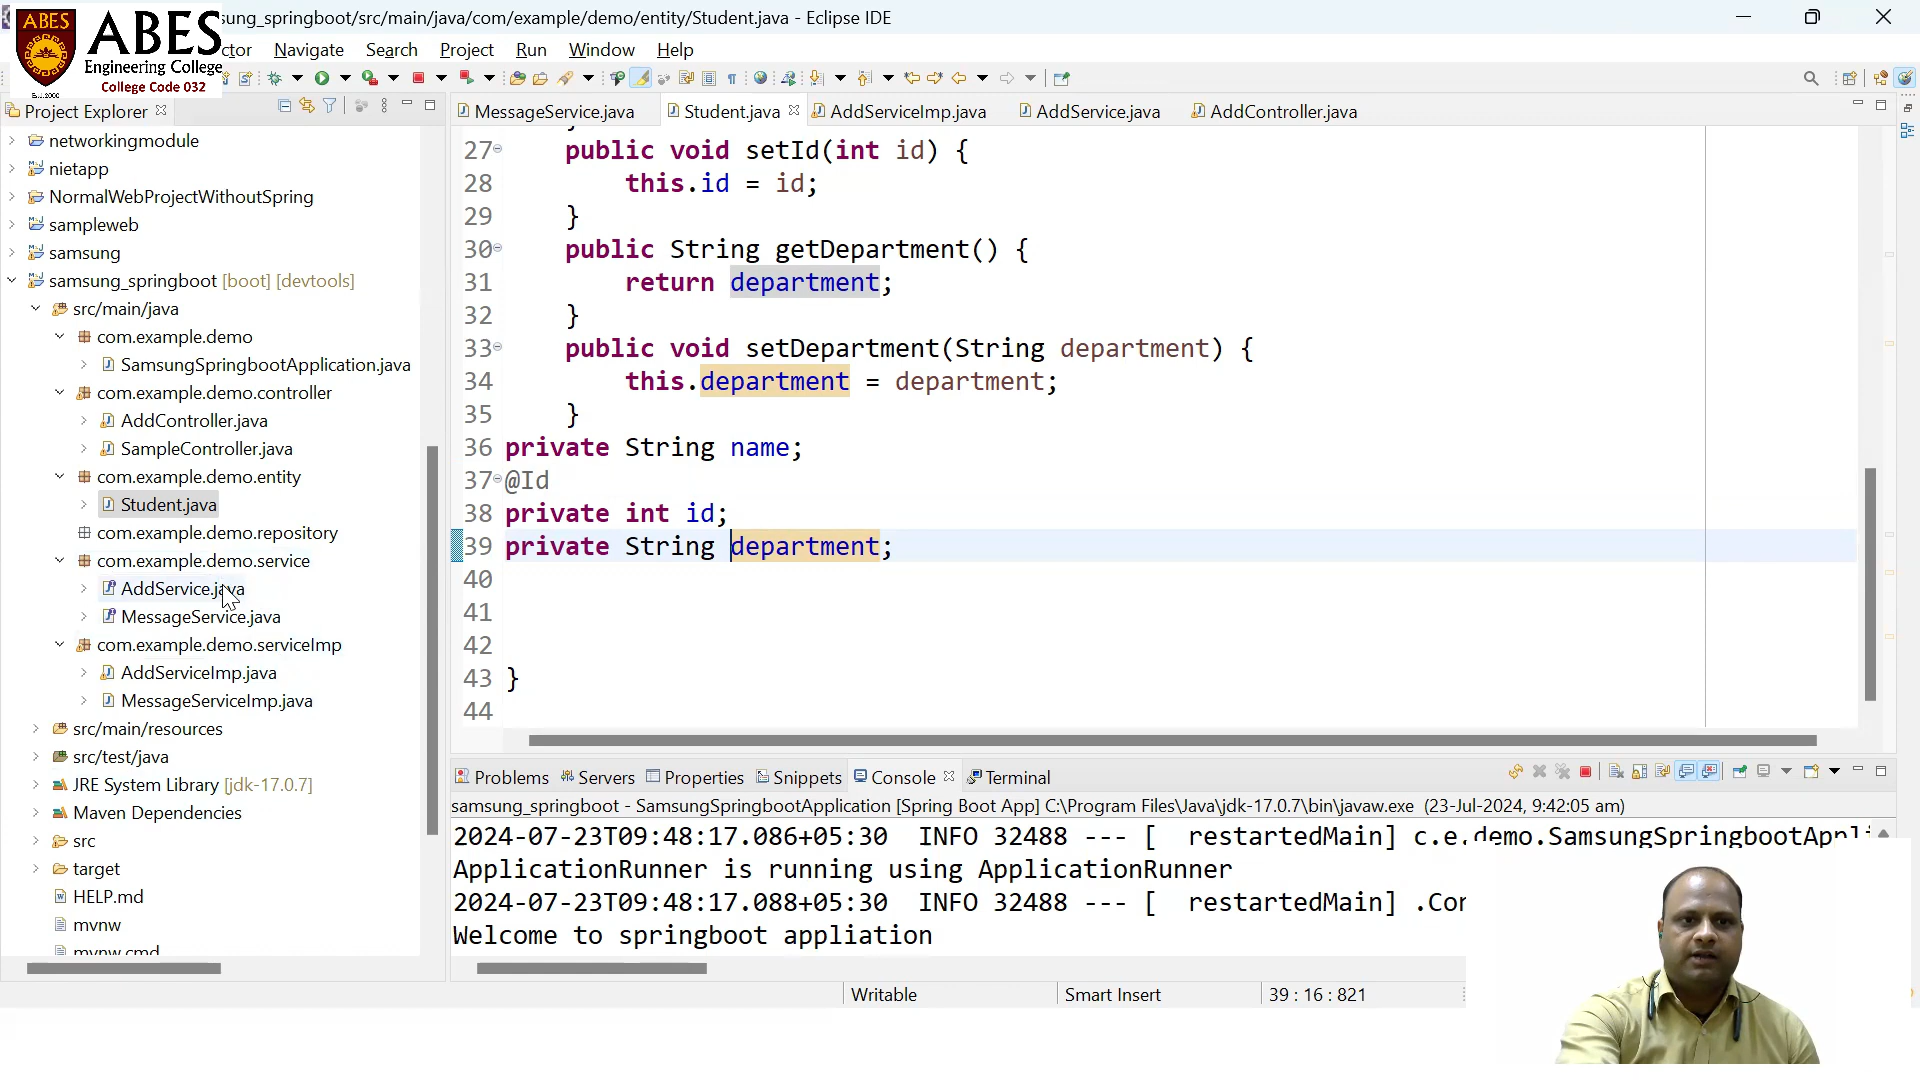 sung_springboot/src/main/java/com/example/demo/entity/Student.java - Eclipse IDE
ABES
ABES
Engineering College
College Code 032
Estd.2000
ctor Navigate Search Project Run Window Help
Project Explorer
MessageService.java Student.java AddServiceImp.java AddService.java AddController.java
networkingmodule
nietapp
NormalWebProjectWithoutSpring
sampleweb
samsung
samsung_springboot [boot] [devtools]
src/main/java
com.example.demo
SamsungSpringbootApplication.java
com.example.demo.controller
AddController.java
SampleController.java
com.example.demo.entity
Student.java
com.example.demo.repository
com.example.demo.service
AddService.java
MessageService.java
com.example.demo.serviceImp
AddServiceImp.java
MessageServiceImp.java
src/main/resources
src/test/java
JRE System Library [jdk-17.0.7]
Maven Dependencies
src
target
HELP.md
mvnw
mvnw.cmd
27 public void setId(int id) {
28 this.id = id;
29 }
30 public String getDepartment() {
31 return department;
32 }
33 public void setDepartment(String department) {
34 this.department = department;
35 }
36 private String name;
37 @Id
38 private int id;
39 private String department;
40
41
42
43 }
44
Problems Servers Properties Snippets Console Terminal
samsung_springboot - SamsungSpringbootApplication [Spring Boot App] C:\Program Files\Java\jdk-17.0.7\bin\javaw.exe (23-Jul-2024, 9:42:05 am)
2024-07-23T09:48:17.086+05:30 INFO 32488 --- [ restartedMain] c.e.demo.SamsungSpringbootAppli
ApplicationRunner is running using ApplicationRunner
2024-07-23T09:48:17.088+05:30 INFO 32488 --- [ restartedMain] .Con
Welcome to springboot appliation
Writable Smart Insert 39 : 16 : 821